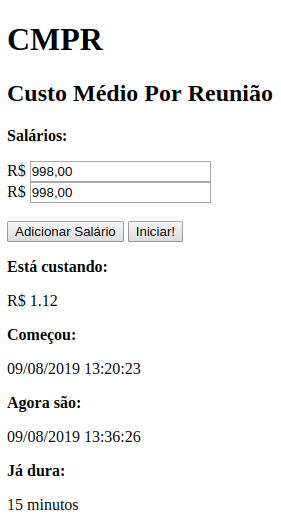 CMPR
Custo Médio Por Reunião
Salários:
R$ 998,00
R$ 998,00
Adicionar Salário Iniciar!
Está custando:
R$ 1.12
Começou:
09/08/2019 13:20:23
Agora são:
09/08/2019 13:36:26
Já dura:
15 minutos